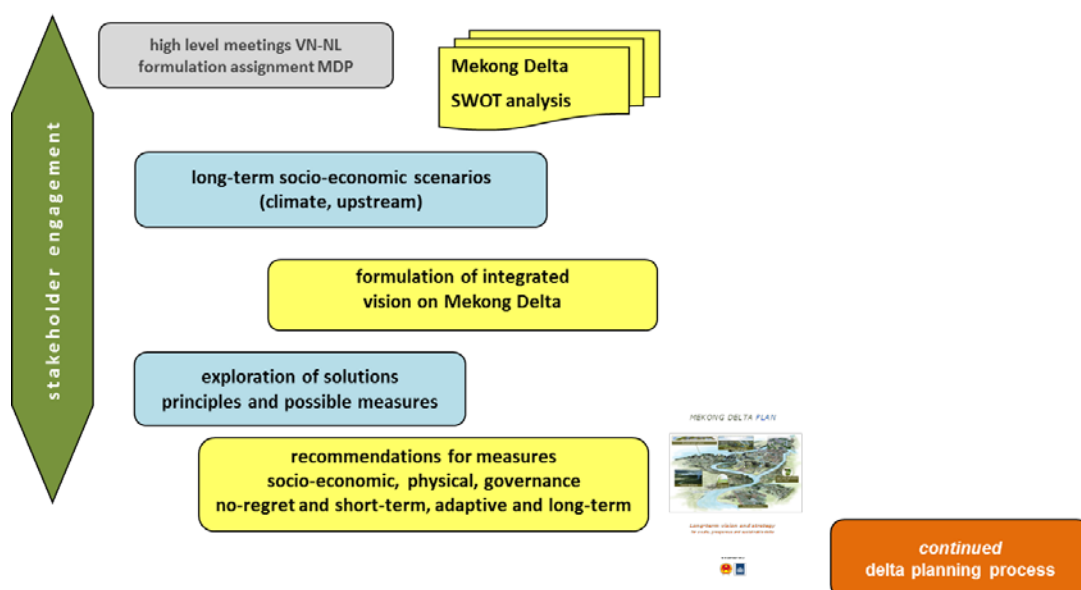 high level meetings VN-NL
formulation assignment MDP
Mekong Delta
SWOT analysis
stakeholder engagement
long-term socio-economic scenarios
(climate, upstream)
formulation of integrated
vision on Mekong Delta
exploration of solutions
principles and possible measures
recommendations for measures
socio-economic, physical, governance
no-regret and short-term, adaptive and long-term
MEKONG DELTA PLAN
Long-term vision and strategy
continued
delta planning process